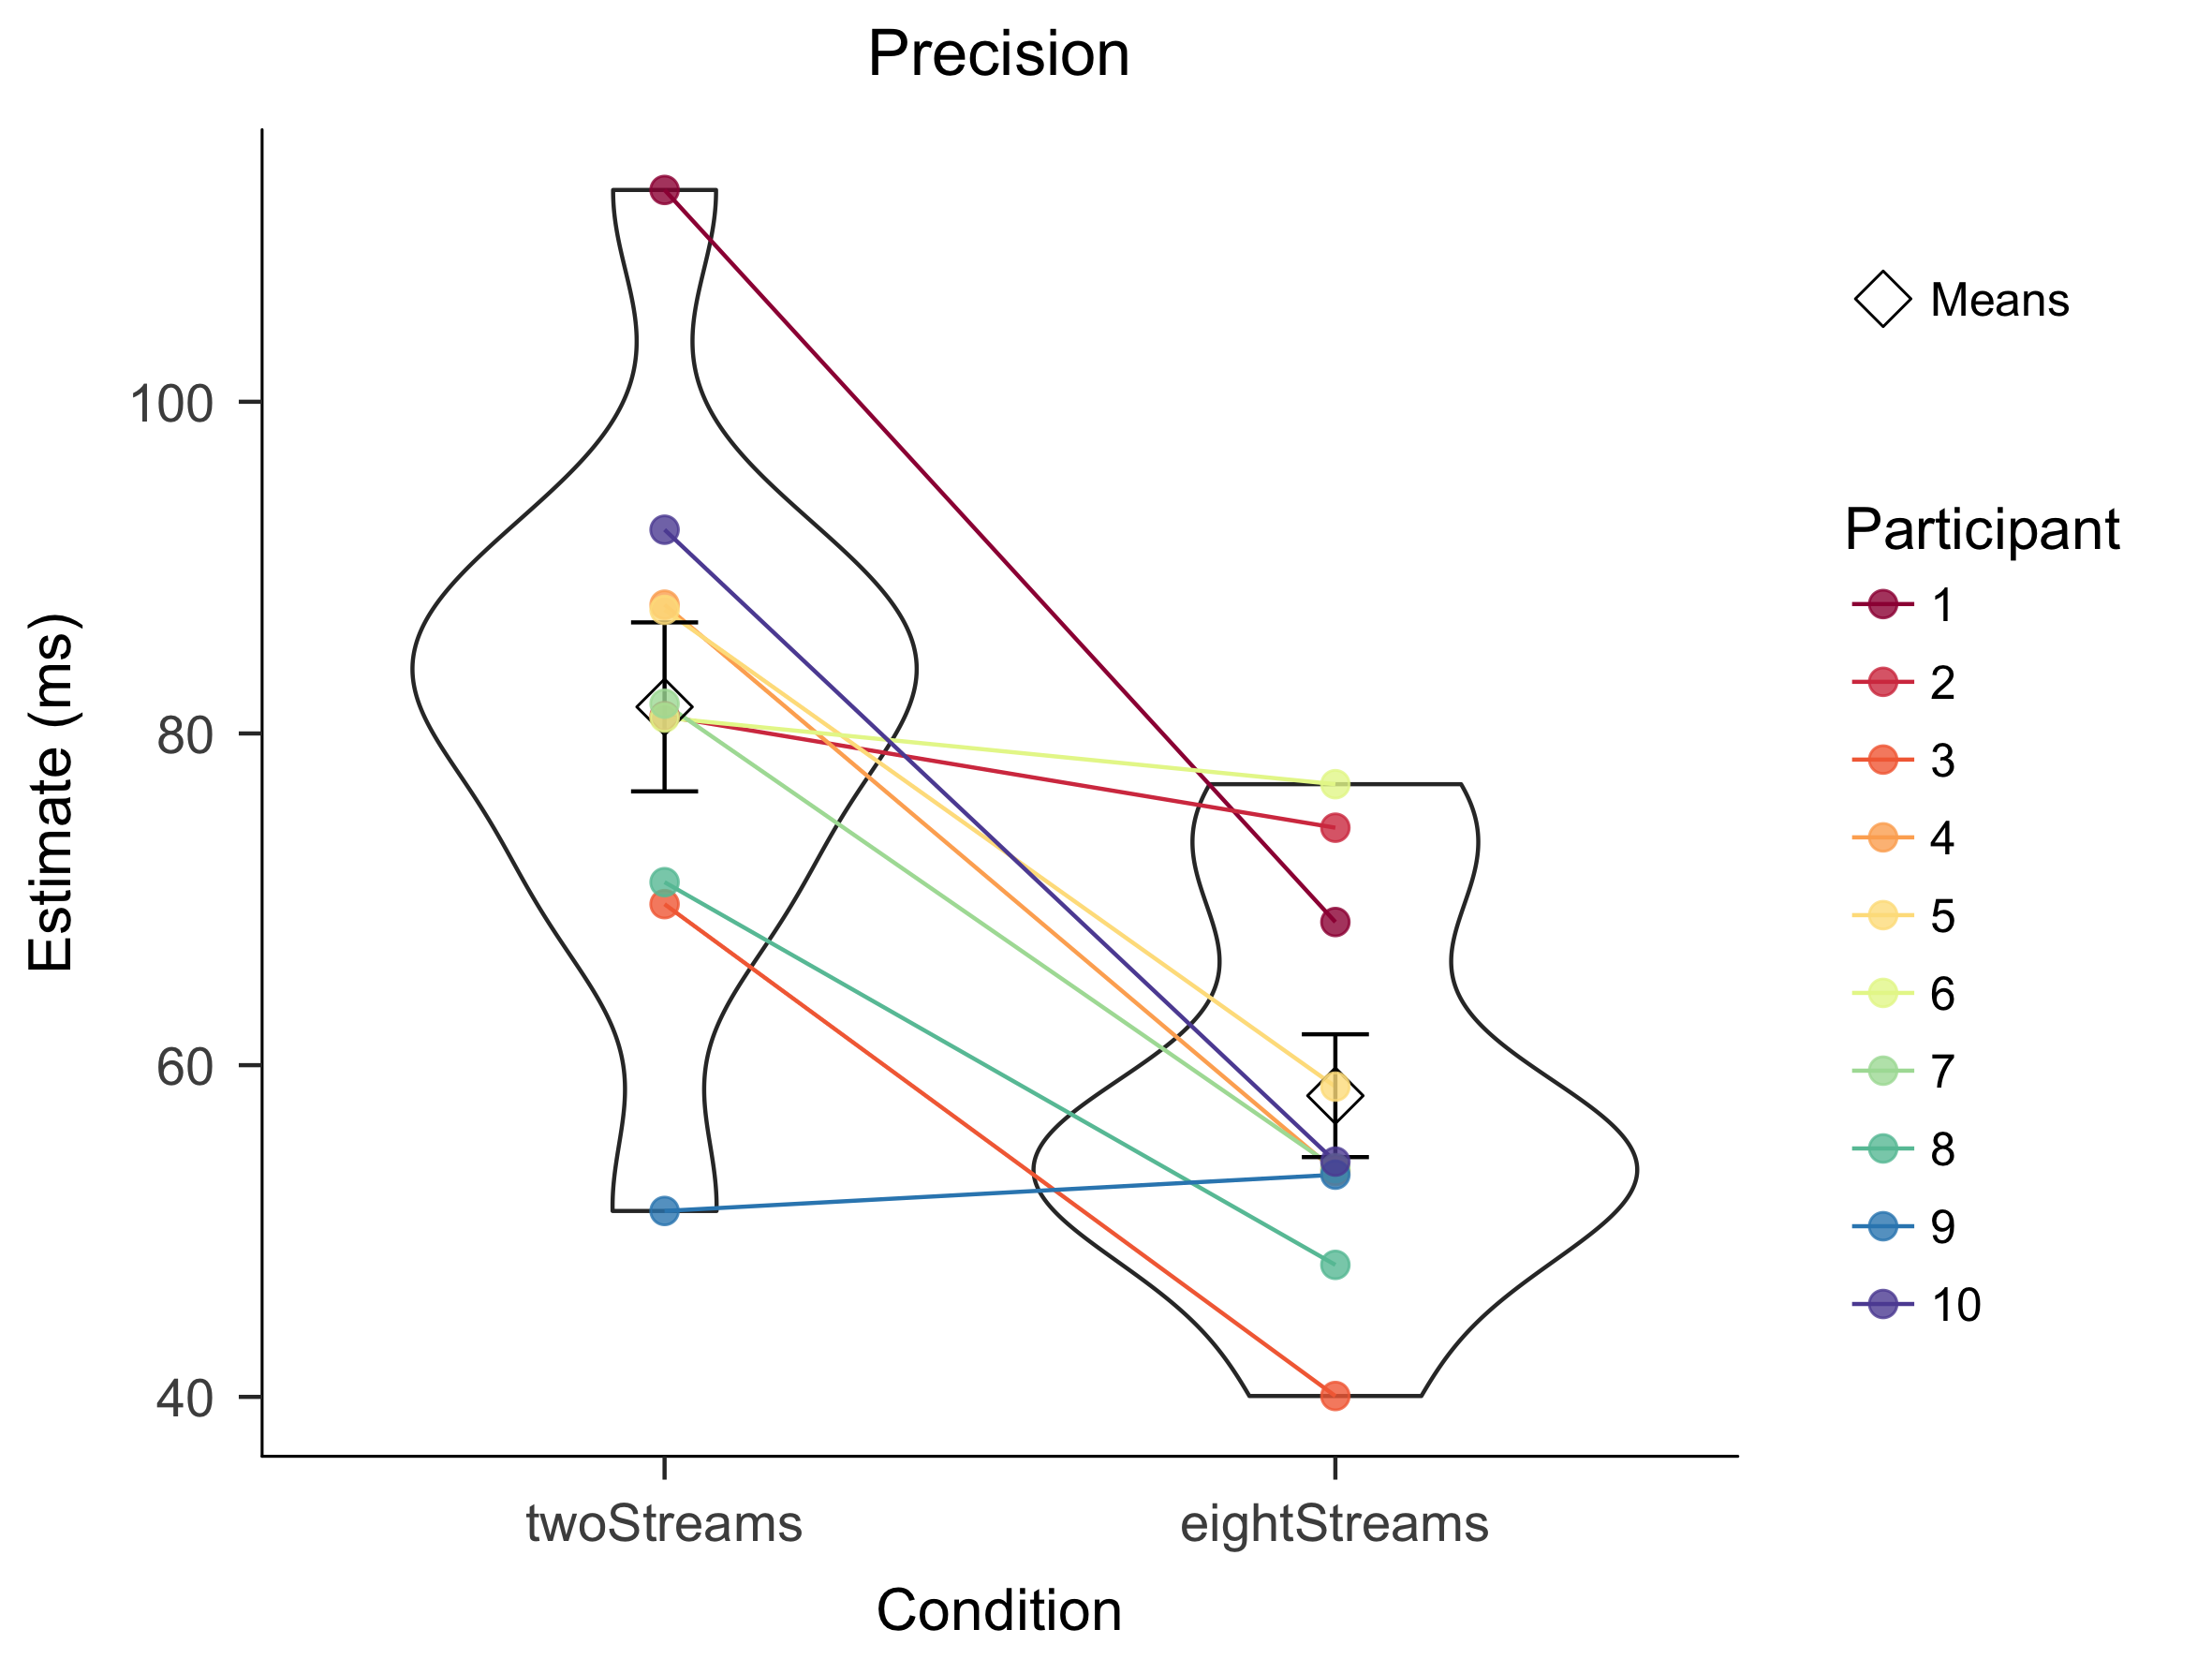 Precision
Estimate (ms)
100
80
60
40
twoStreams
eightStreams
Condition
Means
Participant
1
2
3
4
5
6
7
8
9
10